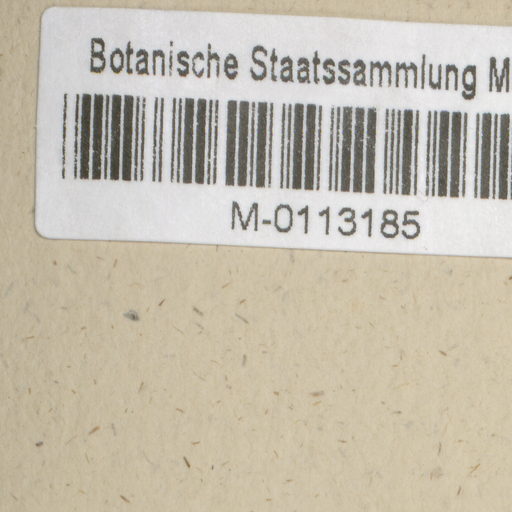 Botanische Staatssammlung M
M-0113185